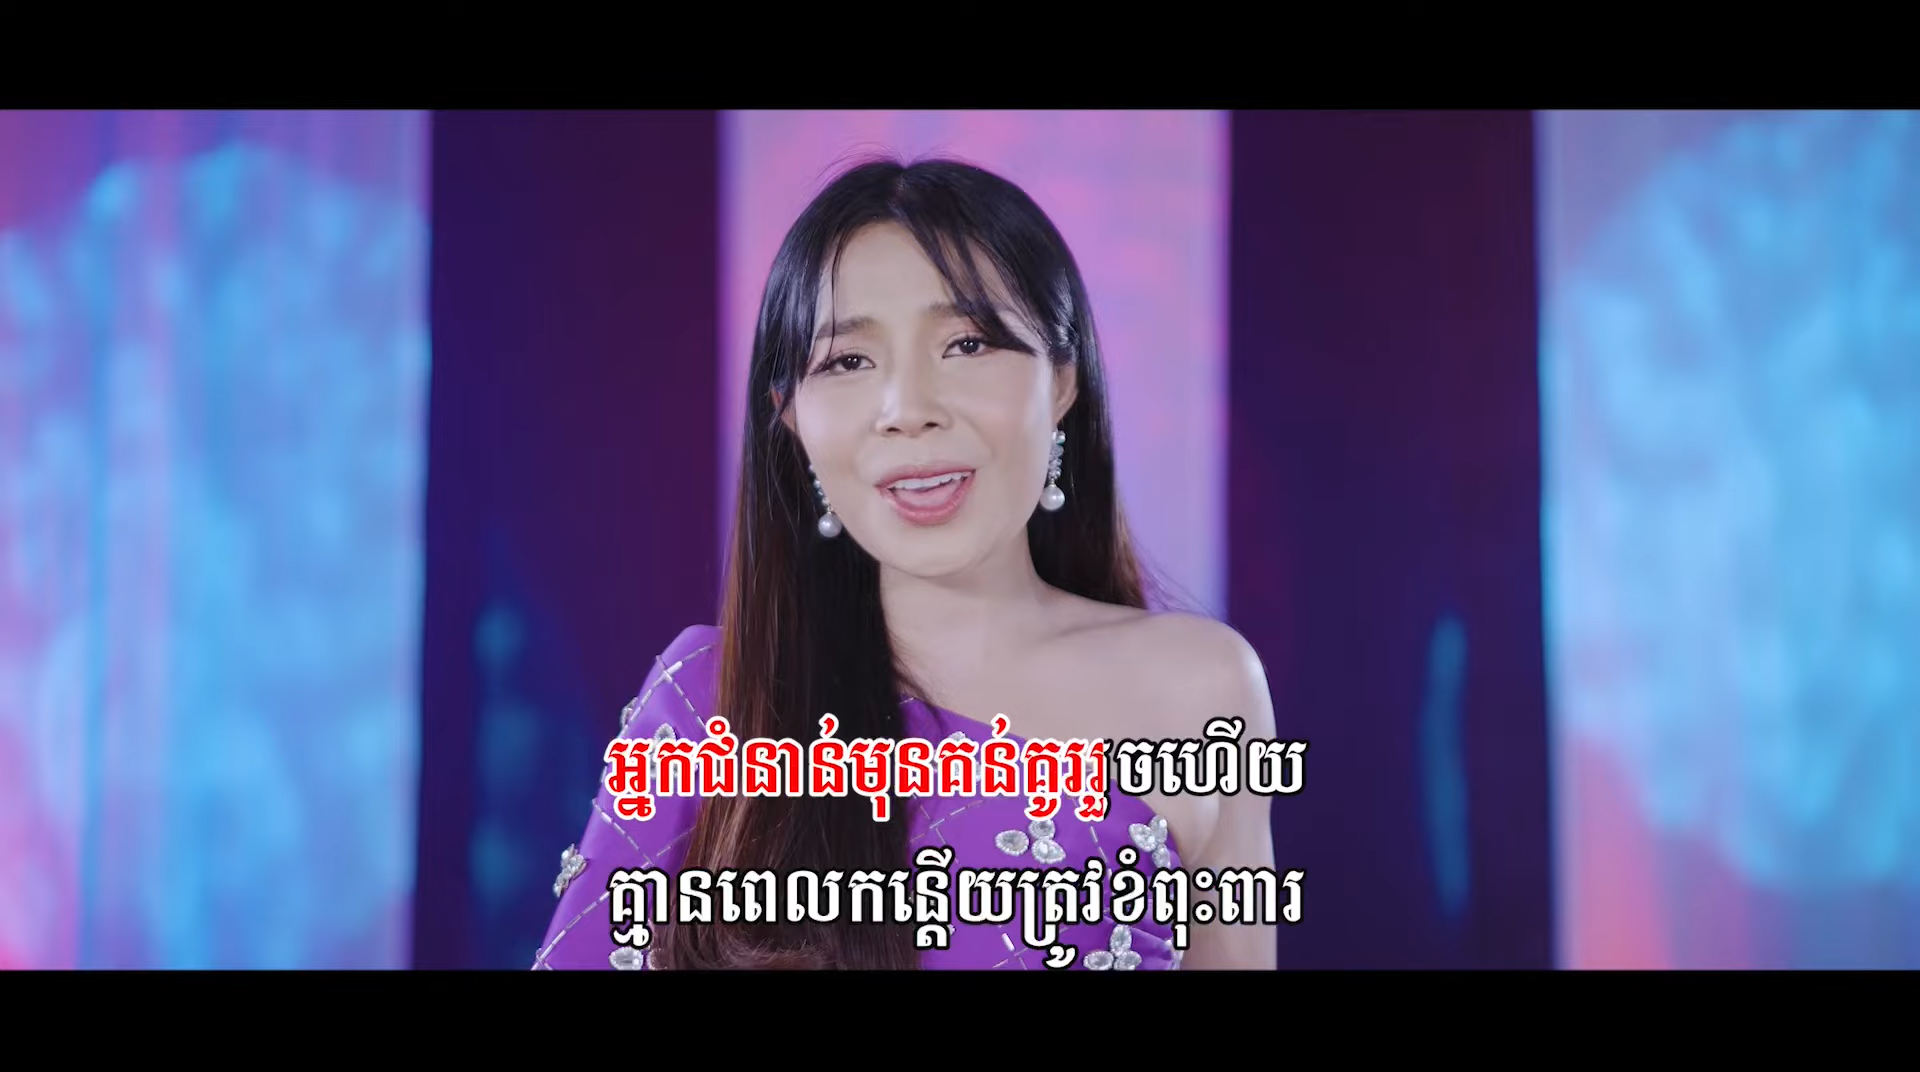 អ្នកជំនាន់មុនគន់គូររួចហើយ
គ្មានពេលកន្តើយត្រូវខំពុះពារ